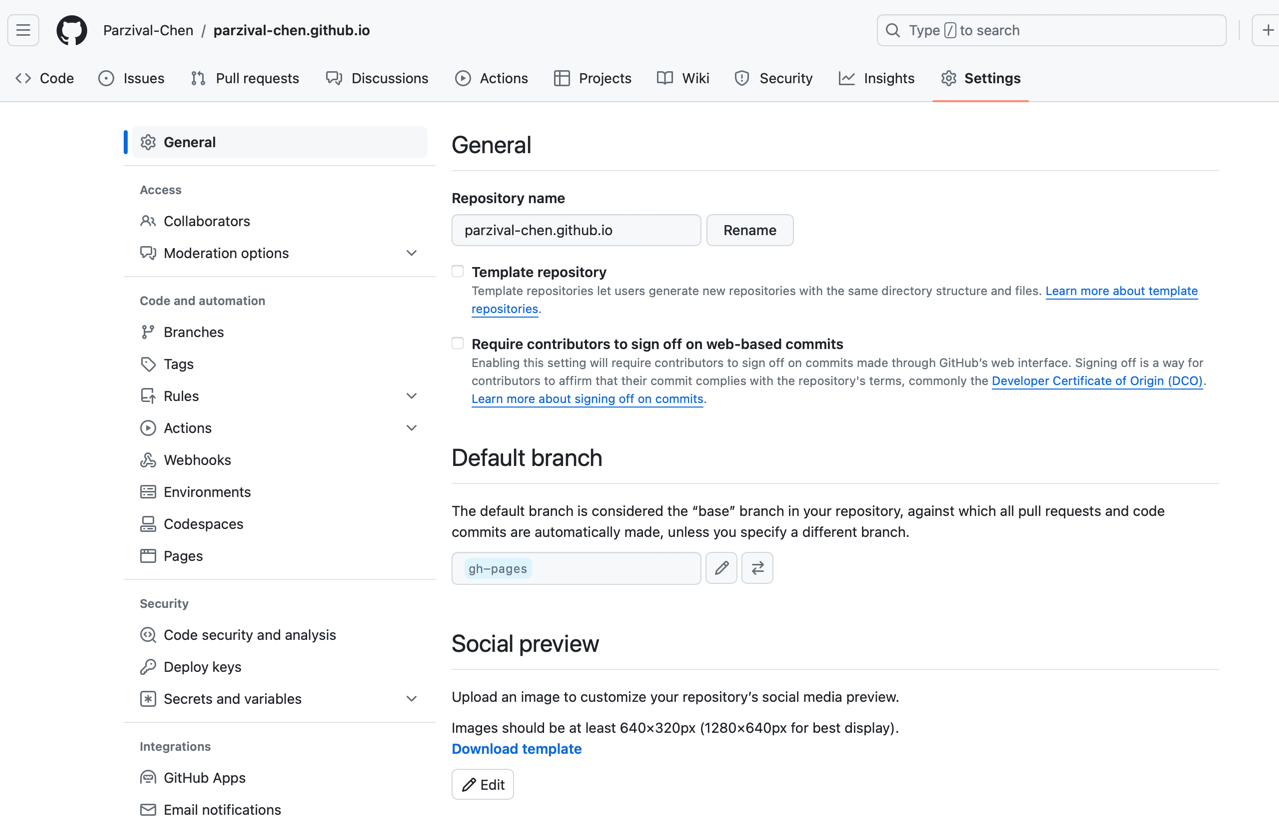 Parzival-Chen / parzival-chen.github.io
Type / to search
Code Issues Pull requests Discussions Actions Projects Wiki Security Insights Settings
General
Access
Collaborators
Moderation options
Code and automation
Branches
Tags
Rules
Actions
Webhooks
Environments
Codespaces
Pages
Security
Code security and analysis
Deploy keys
Secrets and variables
Integrations
GitHub Apps
Email notifications
General
Repository name
parzival-chen.github.io Rename
Template repository
Template repositories let users generate new repositories with the same directory structure and files. Learn more about template
repositories.
Require contributors to sign off on web-based commits
Enabling this setting will require contributors to sign off on commits made through GitHub’s web interface. Signing off is a way for
contributors to affirm that their commit complies with the repository's terms, commonly the Developer Certificate of Origin (DCO).
Learn more about signing off on commits.
Default branch
The default branch is considered the “base” branch in your repository, against which all pull requests and code
commits are automatically made, unless you specify a different branch.
gh-pages
Social preview
Upload an image to customize your repository’s social media preview.
Images should be at least 640×320px (1280×640px for best display).
Download template
Edit